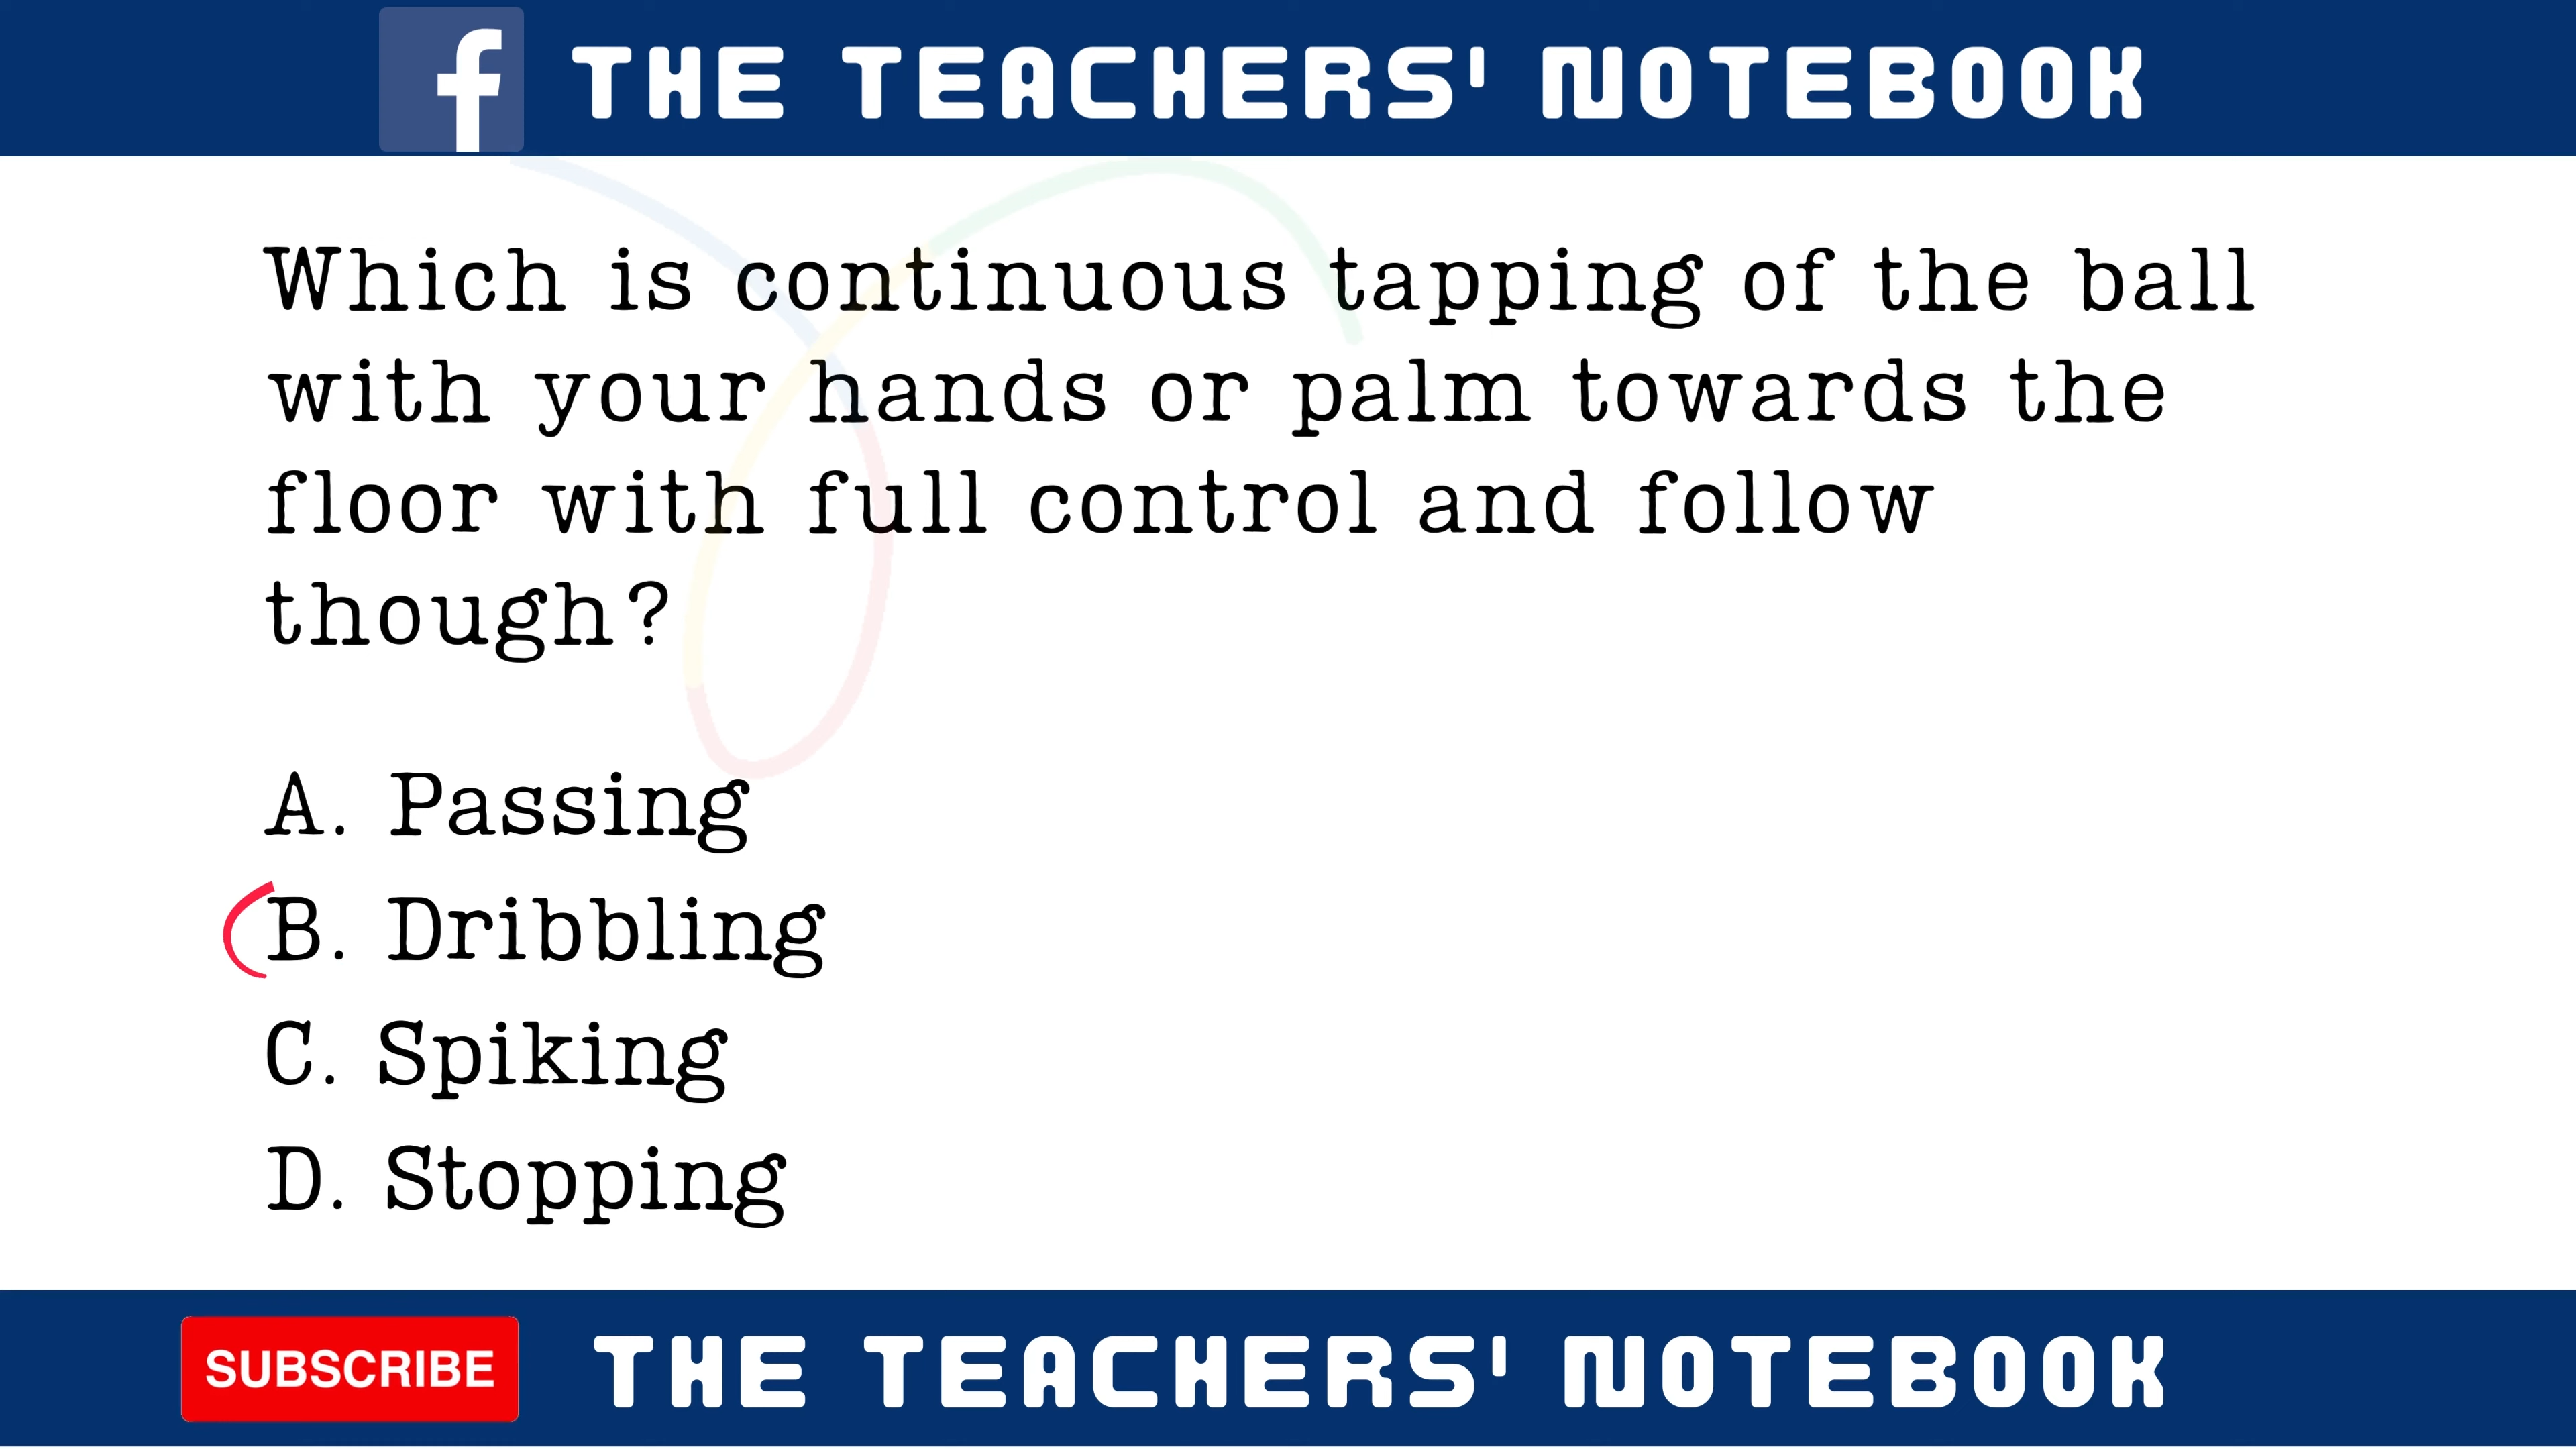 THE TEACHERS' NOTEBOOK
Which is continuous tapping of the ball
with your hands or palm towards the
floor with full control and follow
though?
A. Passing
B. Dribbling
C. Spiking
D. Stopping
SUBSCRIBE THE TEACHERS' NOTEBOOK